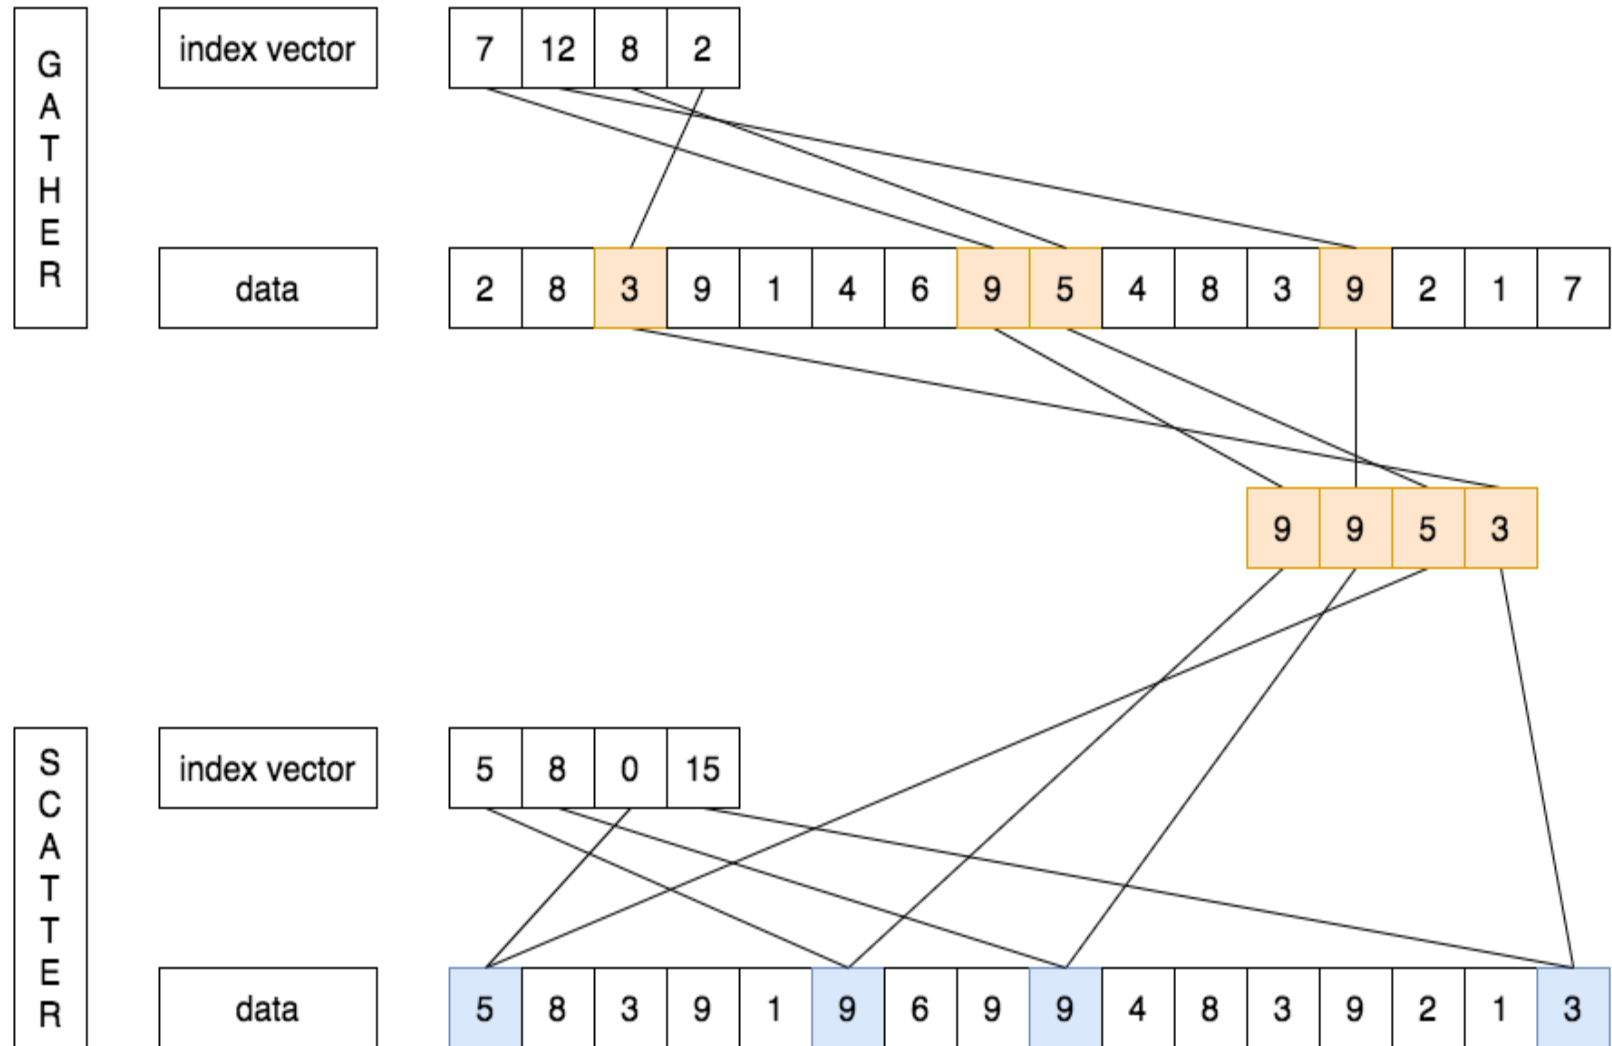 GATHER
index vector
7 12 8 2
data
2 8 3 9 1 4 6 9 5 4 8 3 9 2 1 7
9 9 5 3
SCATTER
index vector
5 8 0 15
data
5 8 3 9 1 9 6 9 9 4 8 3 9 2 1 3